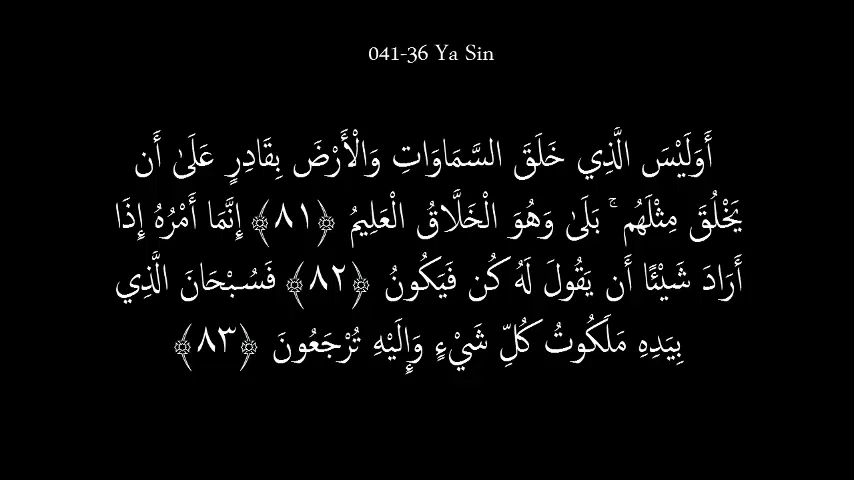 041-36 Ya Sin
أَوَلَيْسَ الَّذِي خَلَقَ السَّمَاوَاتِ وَالْأَرْضَ بِقَادِرٍ عَلَىٰ أَن
يَخْلُقَ مِثْلَهُم ۚ بَلَىٰ وَهُوَ الْخَلَّاقُ الْعَلِيمُ ﴿٨١﴾ إِنَّمَا أَمْرُهُ إِذَا
أَرَادَ شَيْئًا أَن يَقُولَ لَهُ كُن فَيَكُونُ ﴿٨٢﴾ فَسُبْحَانَ الَّذِي
بِيَدِهِ مَلَكُوتُ كُلِّ شَيْءٍ وَإِلَيْهِ تُرْجَعُونَ ﴿٨٣﴾